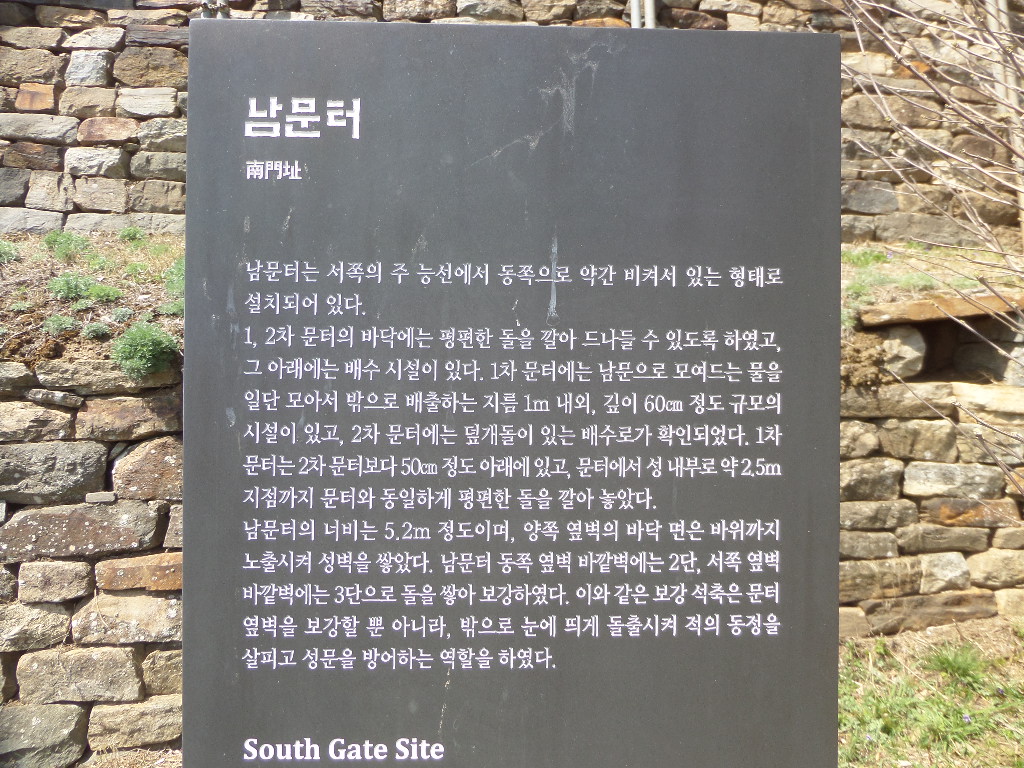 남문터
南門址
남문터는 서쪽의 주 능선에서 동쪽으로 약간 비켜서 있는 형태로
설치되어 있다.
1, 2차 문터의 바닥에는 평편한 돌을 깔아 드나들 수 있도록 하였고,
그 아래에는 배수 시설이 있다. 1차 문터에는 남문으로 모여드는 물을
일단 모아서 밖으로 배출하는 지름 1m 내외, 깊이 60㎝ 정도 규모의
시설이 있고, 2차 문터에는 덮개돌이 있는 배수로가 확인되었다. 1차
문터는 2차 문터보다 50㎝ 정도 아래에 있고, 문터에서 성 내부로 약 2.5m
지점까지 문터와 동일하게 평편한 돌을 깔아 놓았다.
남문터의 너비는 5.2m 정도이며, 양쪽 옆벽의 바닥 면은 바위까지
노출시켜 성벽을 쌓았다. 남문터 동쪽 옆벽 바깥벽에는 2단, 서쪽 옆벽
바깥벽에는 3단으로 돌을 쌓아 보강하였다. 이와 같은 보강 석축은 문터
옆벽을 보강할 뿐 아니라, 밖으로 눈에 띄게 돌출시켜 적의 동정을
살피고 성문을 방어하는 역할을 하였다.
South Gate Site